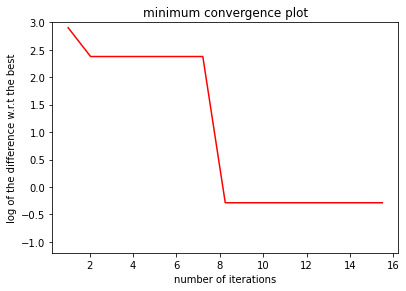 minimum convergence plot
log of the difference w.r.t the best
3.0
2.5
2.0
1.5
1.0
0.5
0.0
−0.5
−1.0
2 4 6 8 10 12 14 16
number of iterations